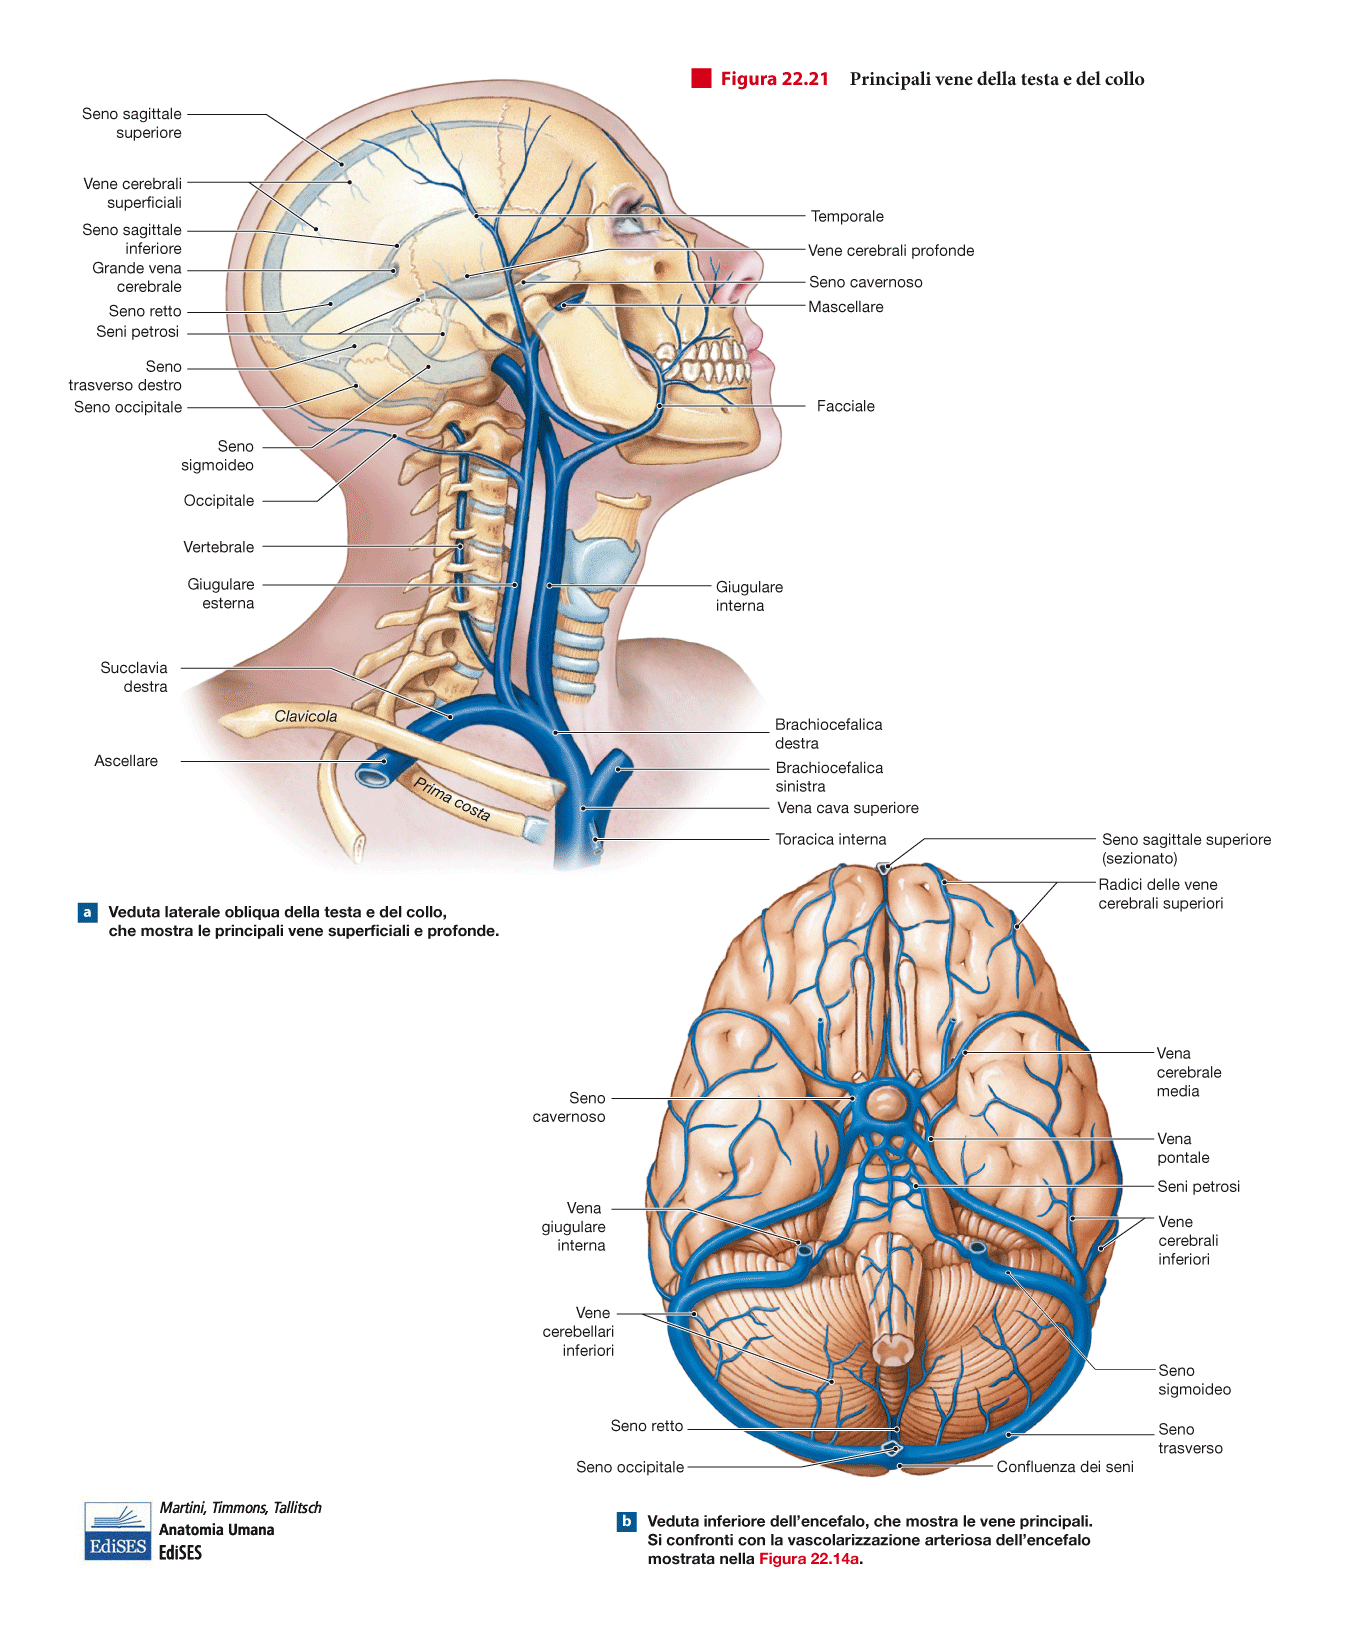 Figura 22.21 Principali vene della testa e del collo
Seno sagittale
superiore
Vene cerebrali
superficiali
Seno sagittale
inferiore
Grande vena
cerebrale
Seno retto
Seni petrosi
Seno
trasverso destro
Seno occipitale
Seno
sigmoideo
Occipitale
Vertebrale
Giugulare
esterna
Succlavia
destra
Clavicola
Ascellare
Prima costa
Temporale
Vene cerebrali profonde
Seno cavernoso
Mascellare
Facciale
Giugulare
interna
Brachiocefalica
destra
Brachiocefalica
sinistra
Vena cava superiore
Toracica interna
a Veduta laterale obliqua della testa e del collo,
che mostra le principali vene superficiali e profonde.
Seno sagittale superiore
(sezionato)
Radici delle vene
cerebrali superiori
Vena
cerebrale
media
Vena
pontale
Seni petrosi
Vene
cerebrali
inferiori
Seno
sigmoideo
Seno
trasverso
Confluenza dei seni
Seno
cavernoso
Vena
giugulare
interna
Vene
cerebellari
inferiori
Seno retto
Seno occipitale
b Veduta inferiore dell'encefalo, che mostra le vene principali.
Si confronti con la vascolarizzazione arteriosa dell'encefalo
mostrata nella Figura 22.14a.
EdiSES
Martini, Timmons, Tallitsch
Anatomia Umana
EdiSES